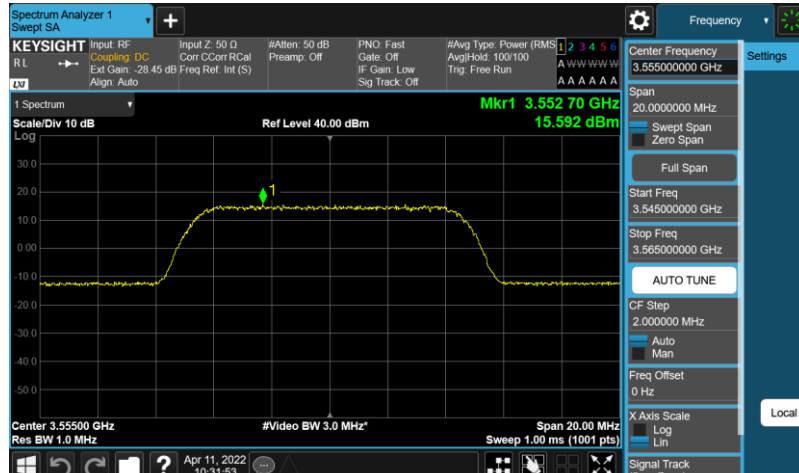 Spectrum Analyzer 1
Swept SA
+
Frequency
KEYSIGHT
RL
LXI
Input: RF
Coupling: DC
Ext Gain: -28.45 dB
Align: Auto
Input Z: 50 Ω
Corr CCorr RCal
Freq Ref: Int (S)
#Atten: 50 dB
Preamp: Off
PNO: Fast
Gate: Off
IF Gain: Low
Sig Track: Off
#Avg Type: Power (RMS
Avg|Hold: 100/100
Trig: Free Run
1 2 3 4 5 6
A W W W W W
A A A A A A
1 Spectrum
Scale/Div 10 dB
Log
Ref Level 40.00 dBm
Mkr1 3.552 70 GHz
15.592 dBm
30.0
20.0
10.0
0.00
-10.0
-20.0
-30.0
-40.0
-50.0
1
Center 3.55500 GHz
Res BW 1.0 MHz
#Video BW 3.0 MHz*
Span 20.00 MHz
Sweep 1.00 ms (1001 pts)
?
Apr 11, 2022
10:31:53
Center Frequency
3.555000000 GHz
Span
20.0000000 MHz
Swept Span
Zero Span
Full Span
Start Freq
3.545000000 GHz
Stop Freq
3.565000000 GHz
AUTO TUNE
CF Step
2.000000 MHz
Auto
Man
Freq Offset
0 Hz
X Axis Scale
Log
Lin
Signal Track
Settings
Local